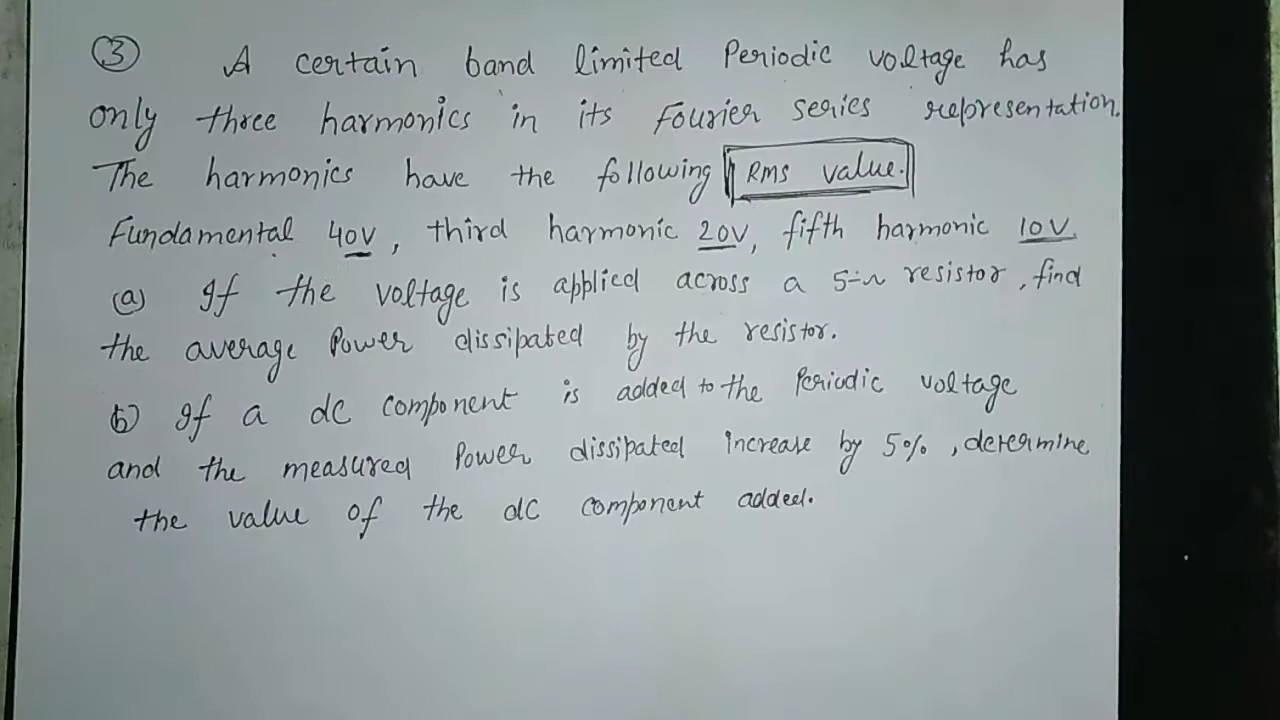 ③ A certain band limited Periodic voltage has
only three harmonics in its Fourier series representation.
The harmonics have the following RMS value.
Fundamental 40V, third harmonic 20V, fifth harmonic 10V.
(a) If the voltage is applied across a 5-Ω resistor, find
the average Power dissipated by the resistor.
(b) If a dc component is added to the Periodic voltage
and the measured Power dissipated increase by 5%, determine
the value of the dc component added.